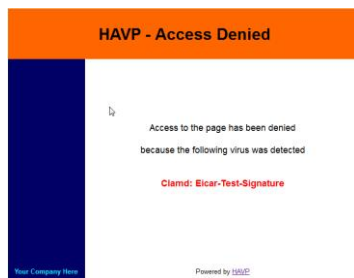 HAVP - Access Denied
Access to the page has been denied
because the following virus was detected
Clamd: Eicar-Test-Signature
Your Company Here
Powered by HAVP